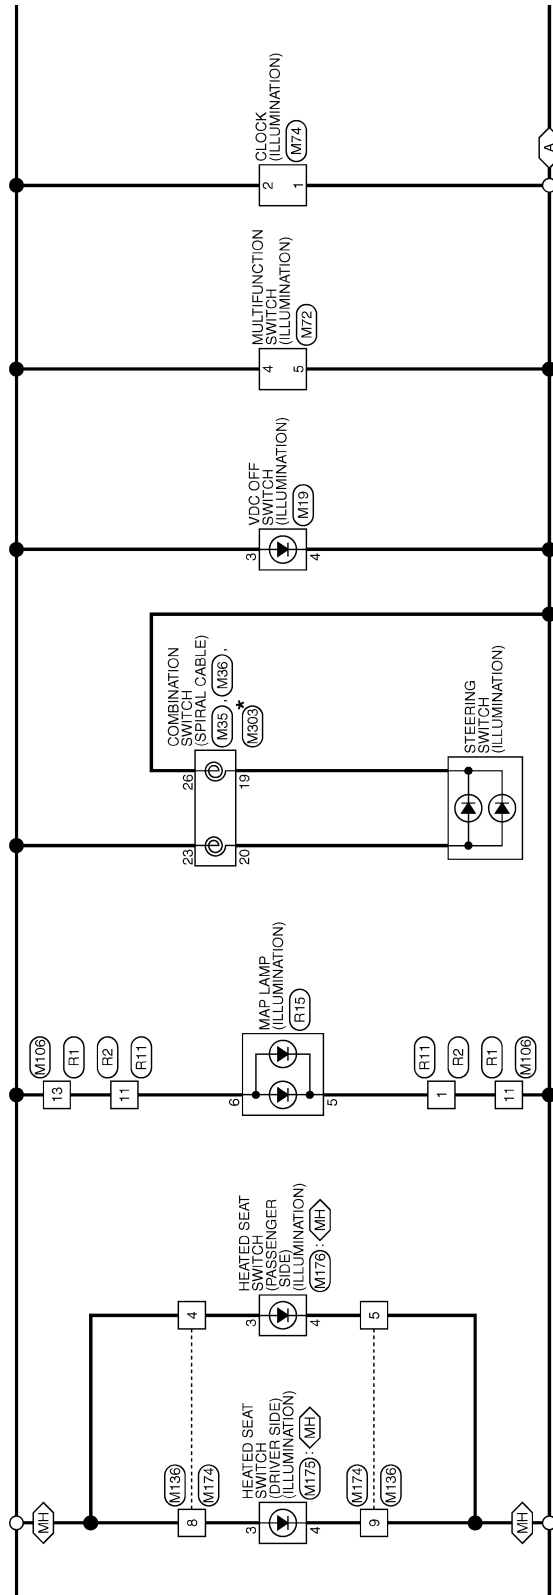 MH
M136
M174
8
4
3
4
HEATED SEAT
SWITCH
(DRIVER SIDE)
(ILLUMINATION)
M175 : MH
3
4
HEATED SEAT
SWITCH
(PASSENGER
SIDE)
(ILLUMINATION)
M176 : MH
M174
M136
9
5
MH
M106
R1
R2
R11
13
11
6
5
MAP LAMP
(ILLUMINATION)
R15
R11
R2
R1
M106
1
11
COMBINATION
SWITCH
(SPIRAL CABLE)
M35 , M36 ,
M303 *
23
26
20
19
STEERING
SWITCH
(ILLUMINATION)
3
4
VDC OFF
SWITCH
(ILLUMINATION)
M19
4
5
MULTIFUNCTION
SWITCH
(ILLUMINATION)
M72
2
1
CLOCK
(ILLUMINATION)
M74
A